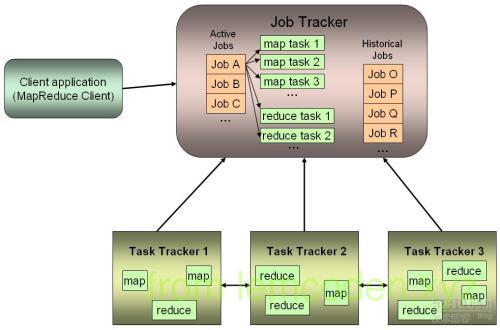 Job Tracker
Active
Jobs
Job A
Job B
Job C
...
map task 1
map task 2
map task 3
...
reduce task 1
reduce task 2
...
Historical
Jobs
Job O
Job P
Job Q
Job R
...
Client application
(MapReduce Client)
Task Tracker 1
map
map
reduce
Task Tracker 2
reduce
map
reduce
Task Tracker 3
reduce
map
reduce
map